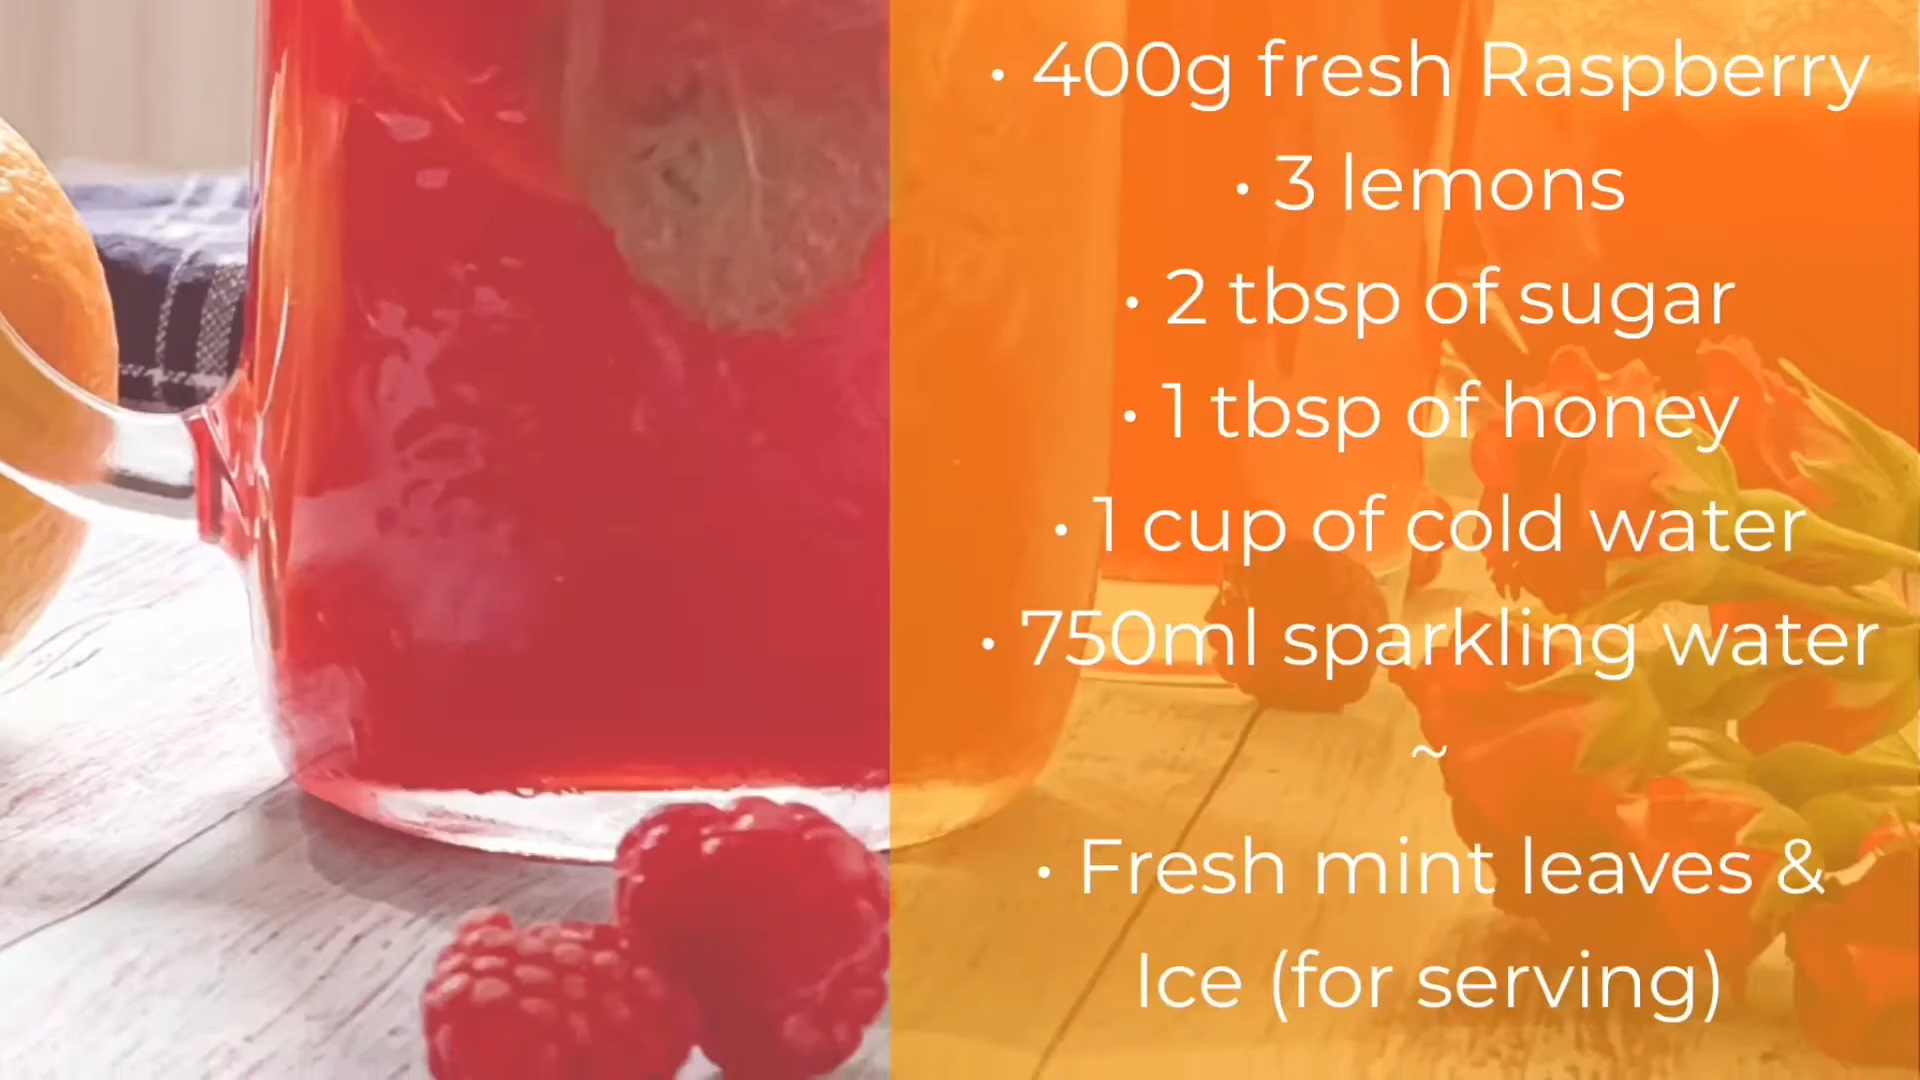 • 400g fresh Raspberry
• 3 lemons
• 2 tbsp of sugar
• 1 tbsp of honey
• 1 cup of cold water
• 750ml sparkling water
~
• Fresh mint leaves &
Ice (for serving)